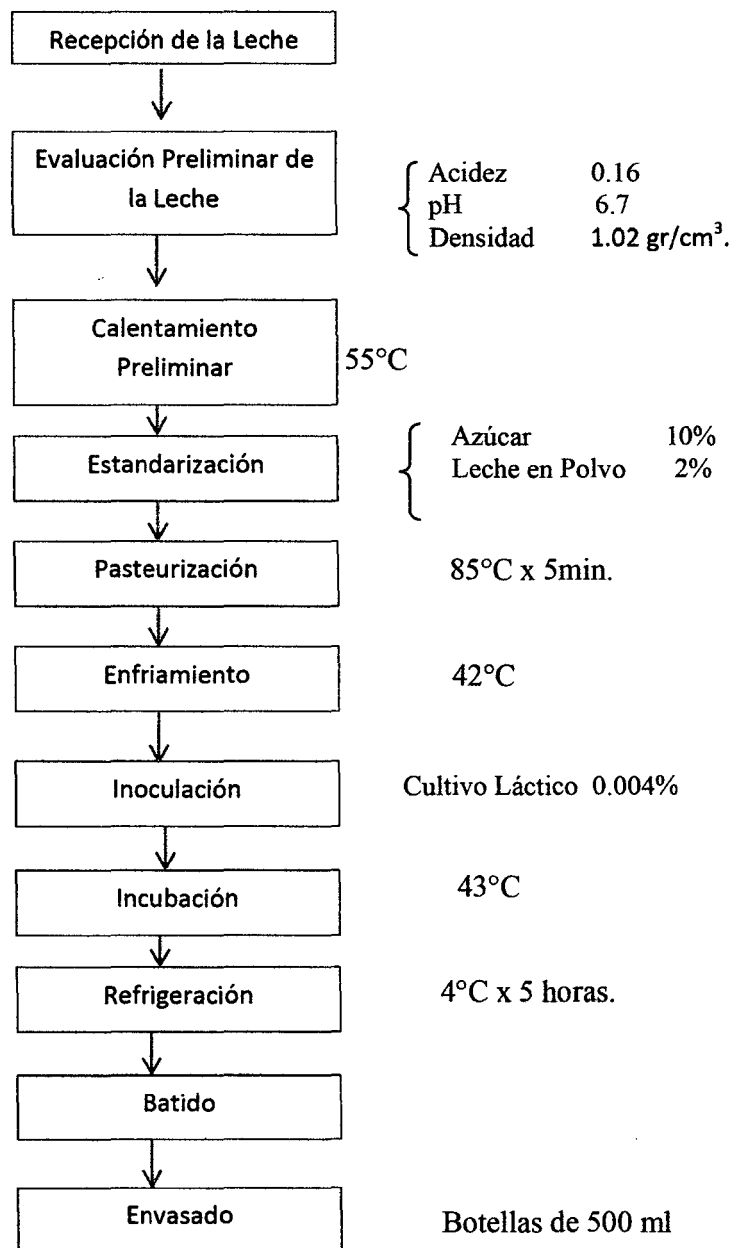 Recepción de la Leche
Evaluación Preliminar de
la Leche
Acidez 0.16
pH 6.7
Densidad 1.02 gr/cm³.
Calentamiento
Preliminar
55°C
Estandarización
Azúcar 10%
Leche en Polvo 2%
Pasteurización
85°C x 5min.
Enfriamiento
42°C
Inoculación
Cultivo Láctico 0.004%
Incubación
43°C
Refrigeración
4°C x 5 horas.
Batido
Envasado
Botellas de 500 ml